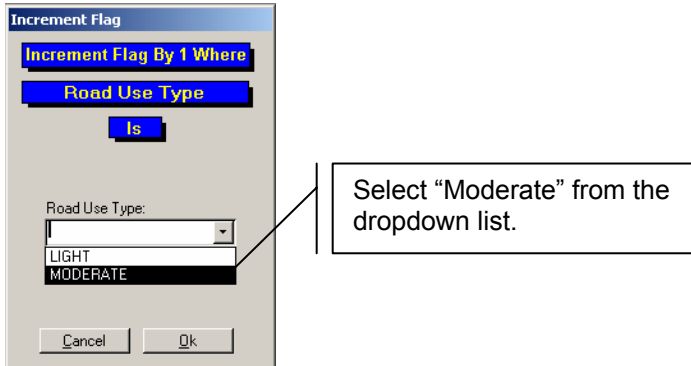 Increment Flag
Increment Flag By 1 Where
Road Use Type
Is
Road Use Type:
LIGHT
MODERATE
Cancel
Ok
Select “Moderate” from the
dropdown list.